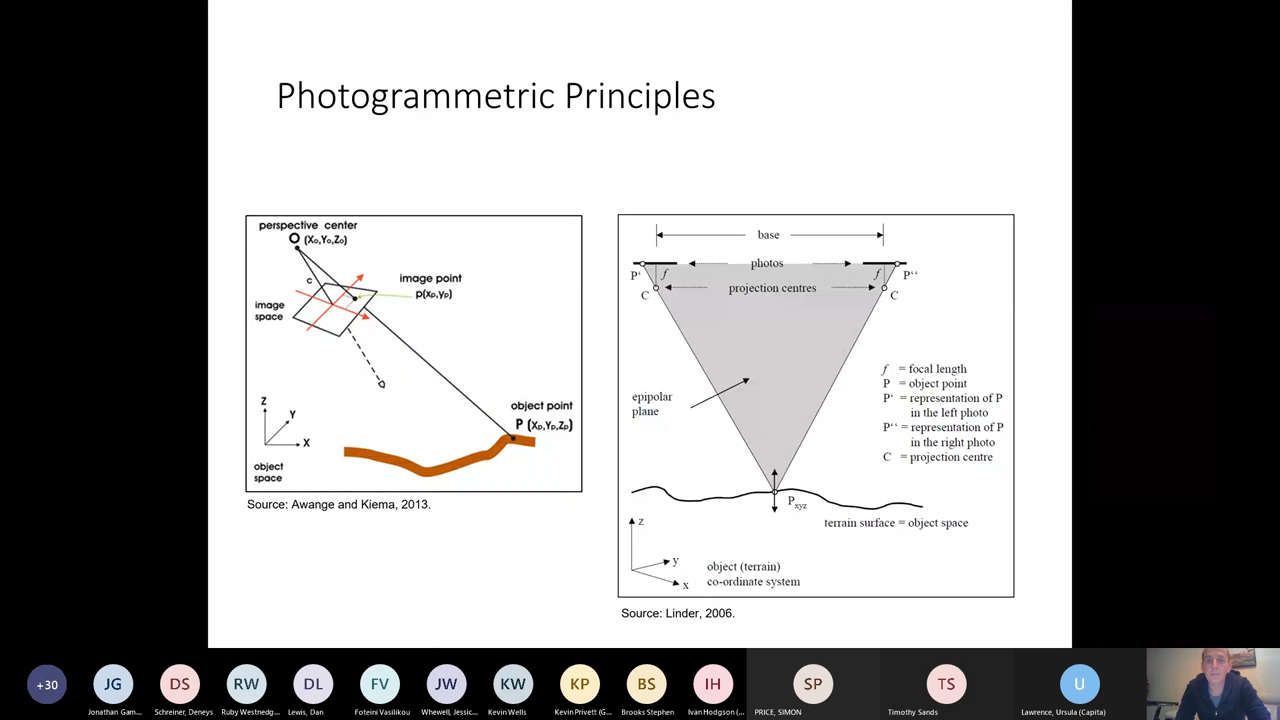 Photogrammetric Principles
perspective center
O (Xo,Yo,Zo)
c
image point
p(xp,yp)
image
space
object point
P (Xp,Yp,Zp)
Z
Y
X
object
space
Source: Awange and Kiema, 2013.
base
photos
P‘ f f P‘‘
C projection centres C
epipolar
plane
f = focal length
P = object point
P‘ = representation of P
in the left photo
P‘‘ = representation of P
in the right photo
C = projection centre
Pxyz
terrain surface = object space
z
y
x
object (terrain)
co-ordinate system
Source: Linder, 2006.
+30 JG DS RW DL FV JW KW KP BS IH SP TS U
Jonathan Gam... Schreiner, Deneys Ruby Westnedg... Lewis, Dan Foteini Vasilikou Whewell, Jessic... Kevin Wells Kevin Privett (G... Brooks Stephen Ivan Hodgson (... PRICE, SIMON Timothy Sands Lawrence, Ursula (Capita)